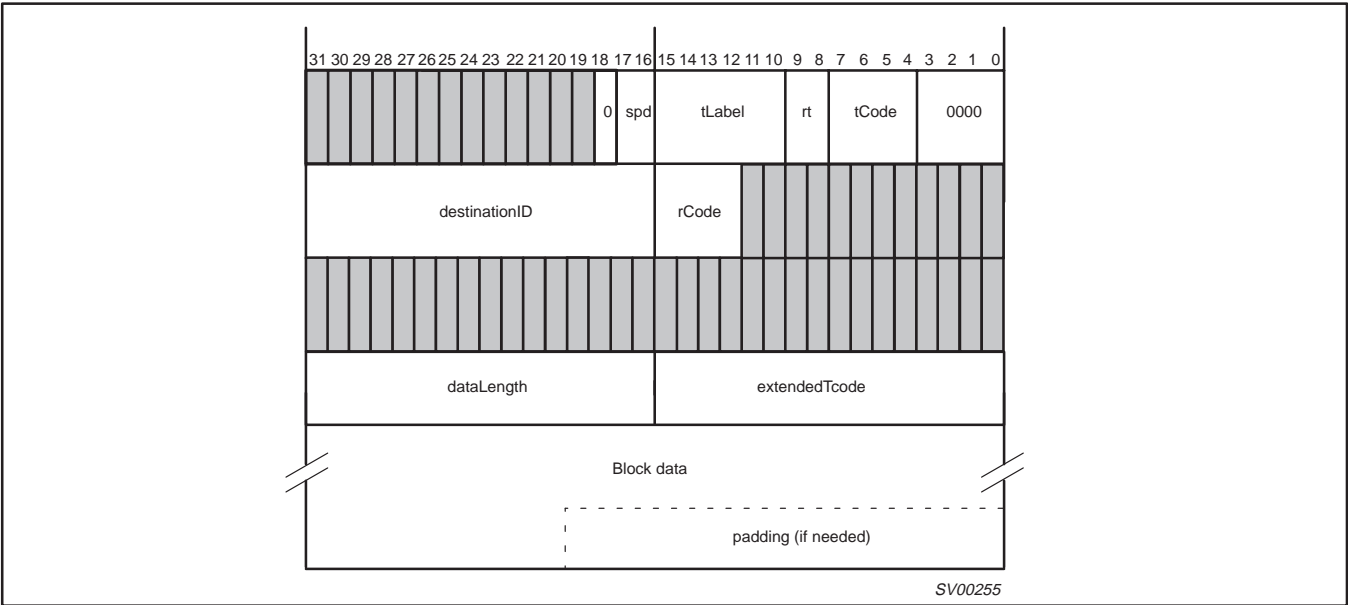 31 30 29 28 27 26 25 24 23 22 21 20 19 18 17 16 15 14 13 12 11 10 9 8 7 6 5 4 3 2 1 0
0 spd tLabel rt tCode 0000
destinationID rCode
dataLength extendedTcode
Block data
padding (if needed)
SV00255